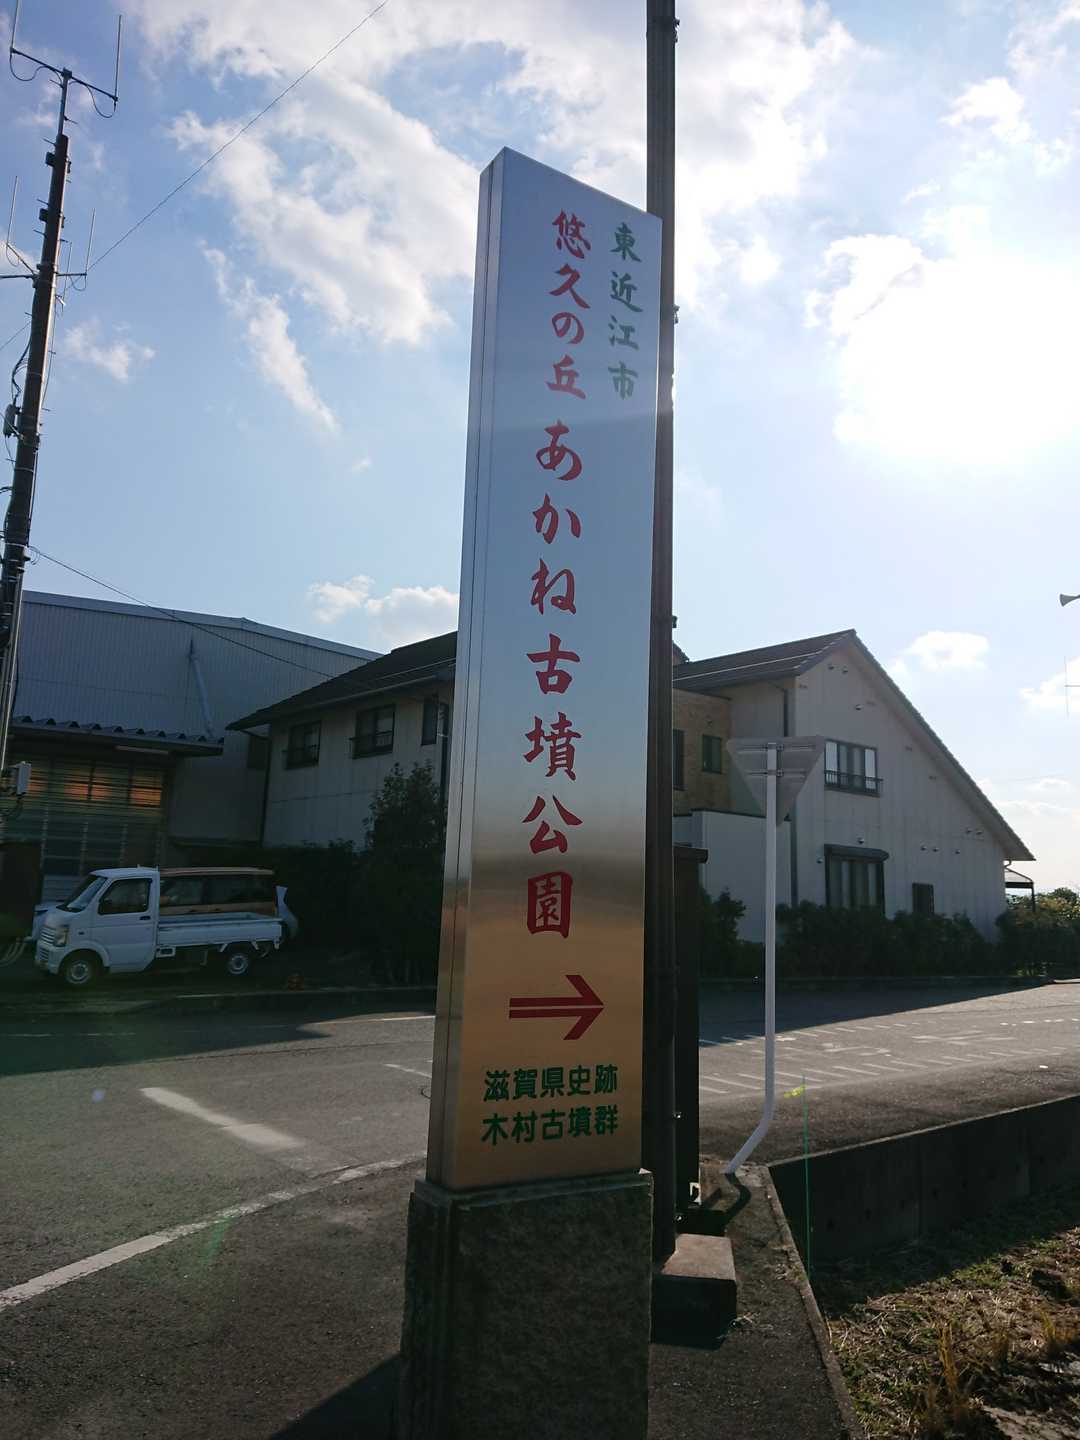 東近江市
悠久の丘 あかね古墳公園
→
滋賀県史跡
木村古墳群